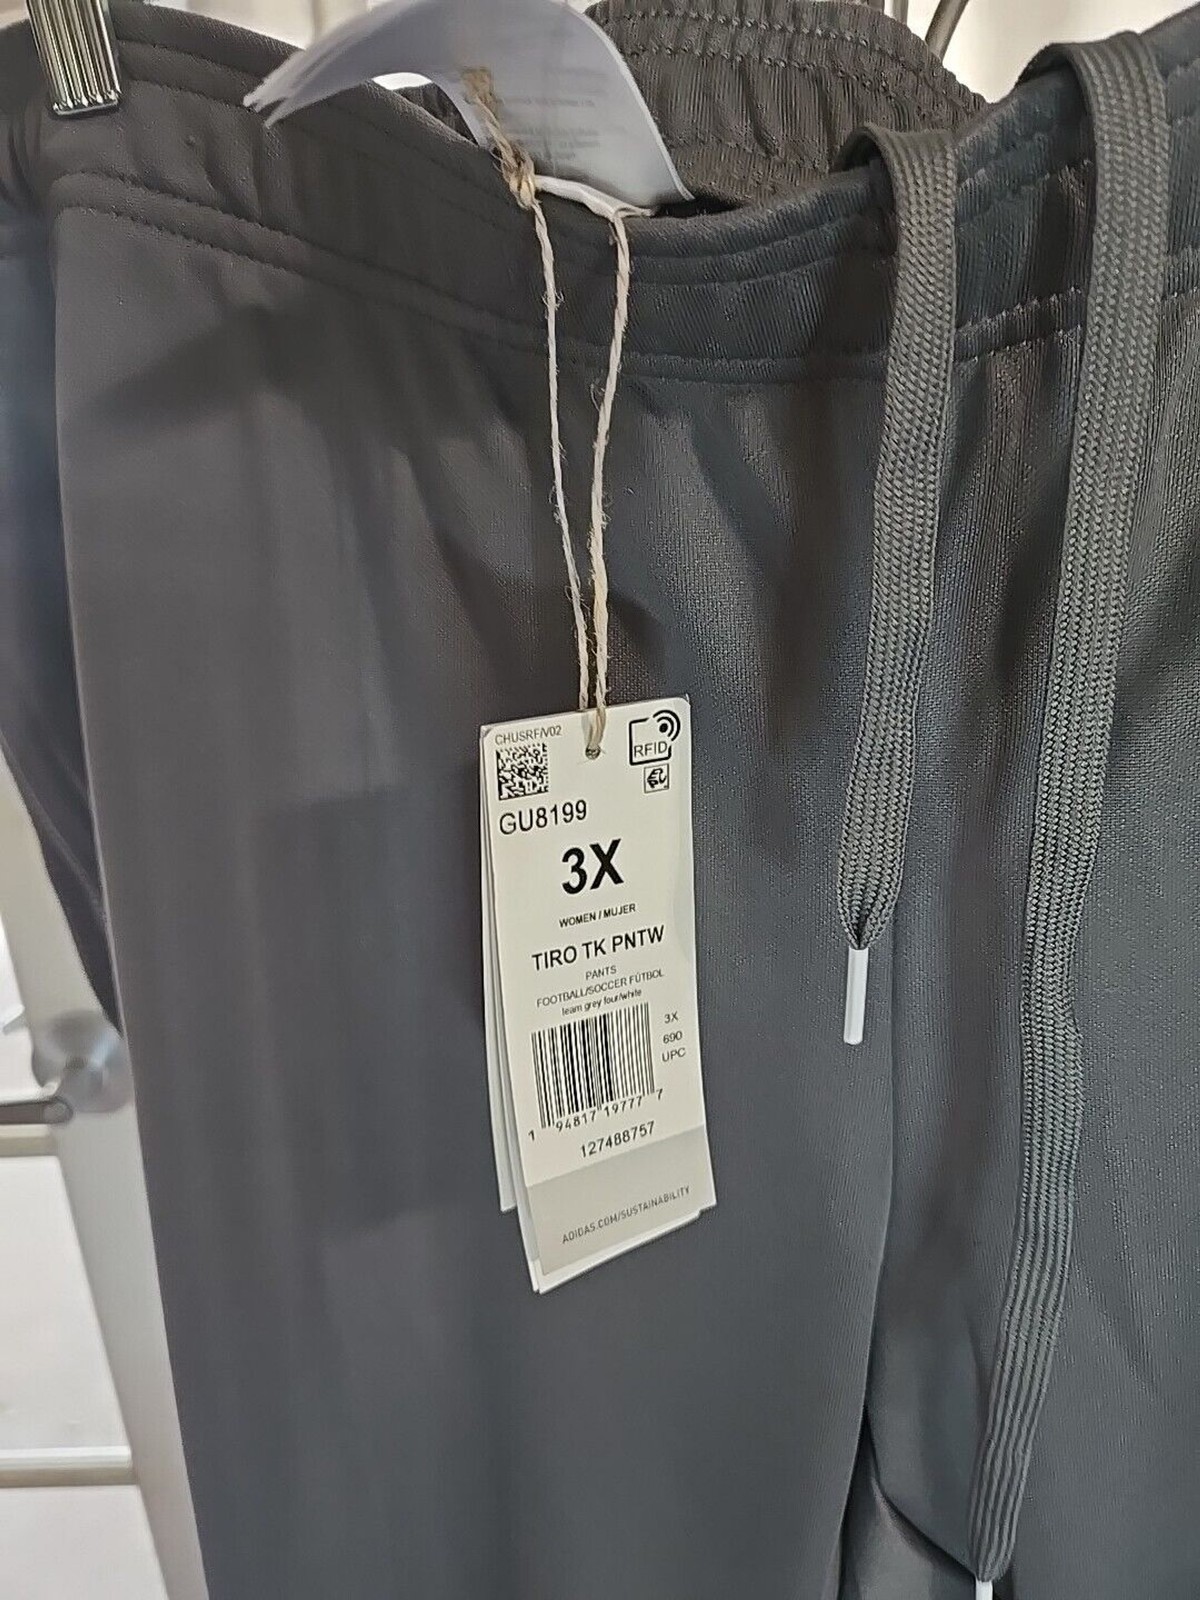 CHUSRF/V02
RFID
GU8199
3X
WOMEN / MUJER
TIRO TK PNTW
PANTS
FOOTBALL/SOCCER FÚTBOL
team grey four/white
3X
690
UPC
1 94817 19777 7
127488757
ADIDAS.COM/SUSTAINABILITY